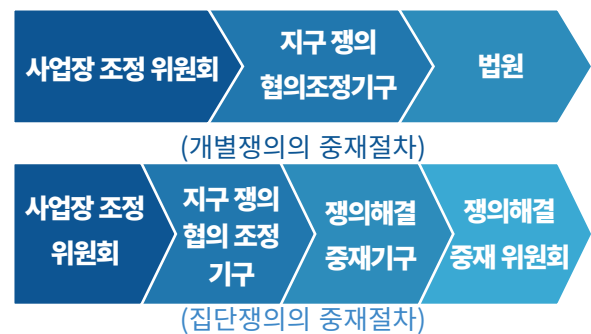 사업장 조정 위원회
지구 쟁의
협의조정기구
법원
(개별쟁의의 중재절차)
사업장 조정
위원회
지구 쟁의
협의 조정
기구
쟁의해결
중재기구
쟁의해결
중재 위원회
(집단쟁의의 중재절차)